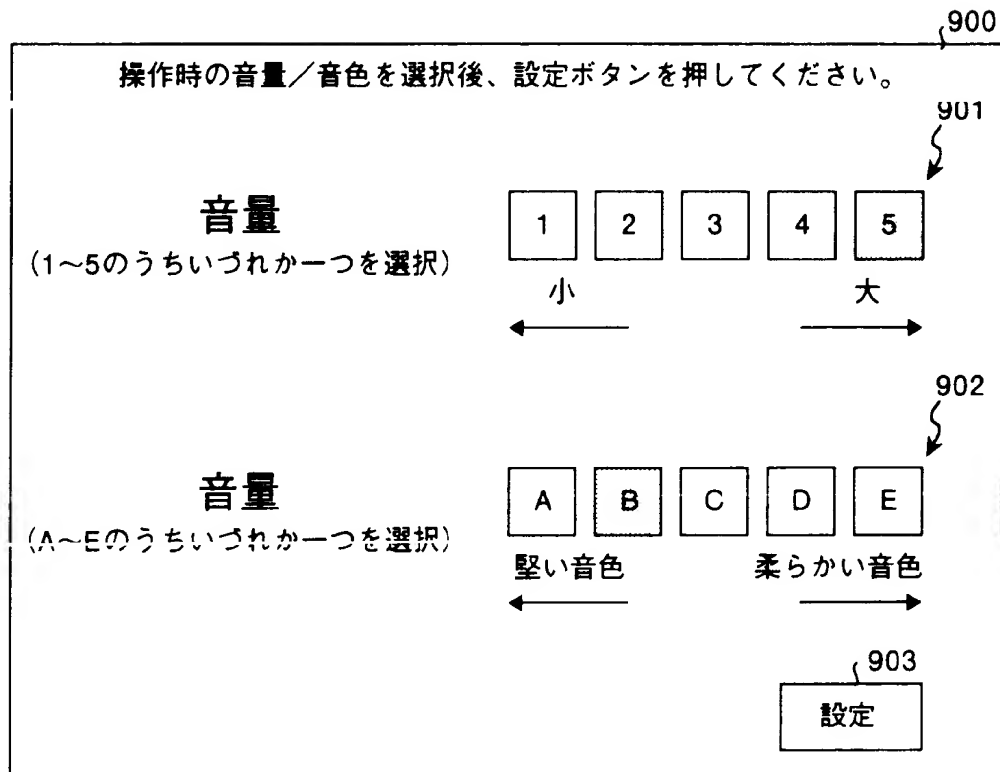 900
操作時の音量／音色を選択後、設定ボタンを押してください。
901
音量
1 2 3 4 5
(1～5のうちいづれか一つを選択)
小 大
902
音量
A B C D E
(A～Eのうちいづれか一つを選択)
堅い音色 柔らかい音色
903
設定